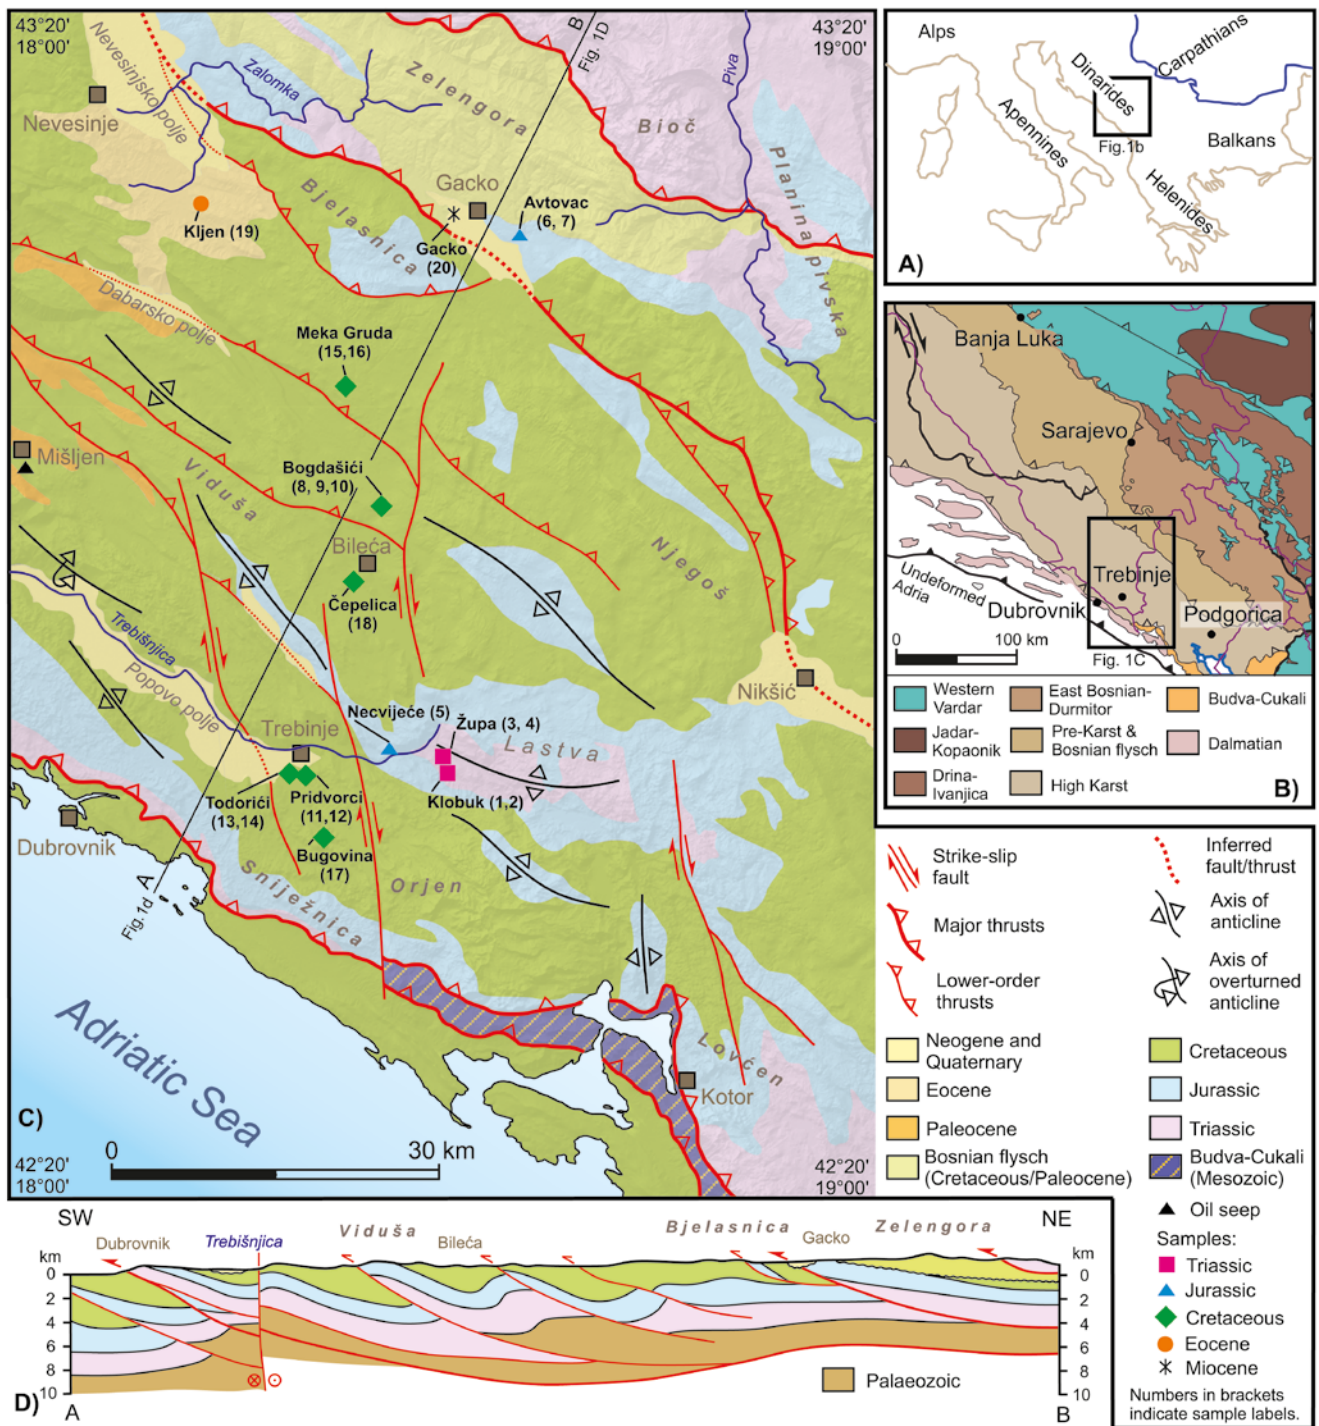 43°20'
18°00'
B
Fig. 1D
43°20'
19°00'
Nevesinjsko polje
Zalomka
Zelengora
Piva
Bioč
Nevesinje
Planina pivska
Bjelasnica
Gacko
Avtovac
(6, 7)
Kljen (19)
Gacko
(20)
Dabarsko polje
Meka Gruda
(15,16)
Mišljen
Viduša
Bogdašići
(8, 9,10)
Bileća
Njegoš
Čepelica
(18)
Trebišnjica
Popovo polje
Nikšić
Trebinje
Necvijeće (5)
Župa (3, 4)
Lastva
Todorići
(13,14)
Pridvorci
(11,12)
Klobuk (1,2)
Dubrovnik
Bugovina
(17)
Orjen
Sniježnica
A
Fig. 1d
Adriatic Sea
Lovćen
Kotor
C)
0
30 km
42°20'
18°00'
42°20'
19°00'
Alps
Carpathians
Dinarides
Apennines
Fig.1b
Balkans
Helenides
A)
Banja Luka
Sarajevo
Undeformed
Adria
Trebinje
Dubrovnik
Podgorica
0
100 km
Fig. 1C
Western
Vardar
East Bosnian-
Durmitor
Budva-Cukali
Jadar-
Kopaonik
Pre-Karst &
Bosnian flysch
Dalmatian
Drina-
Ivanjica
High Karst
B)
Strike-slip
fault
Inferred
fault/thrust
Major thrusts
Axis of
anticline
Lower-order
thrusts
Axis of
overturned
anticline
Neogene and
Quaternary
Cretaceous
Eocene
Jurassic
Paleocene
Triassic
Bosnian flysch
(Cretaceous/Paleocene)
Budva-Cukali
(Mesozoic)
Oil seep
Samples:
Triassic
Jurassic
Cretaceous
Eocene
Miocene
Numbers in brackets
indicate sample labels.
SW
NE
Dubrovnik
Trebišnjica
Viduša
Bileća
Bjelasnica
Gacko
Zelengora
km
0
2
4
6
8
10
km
0
2
4
6
8
10
Palaeozoic
D)
A
B